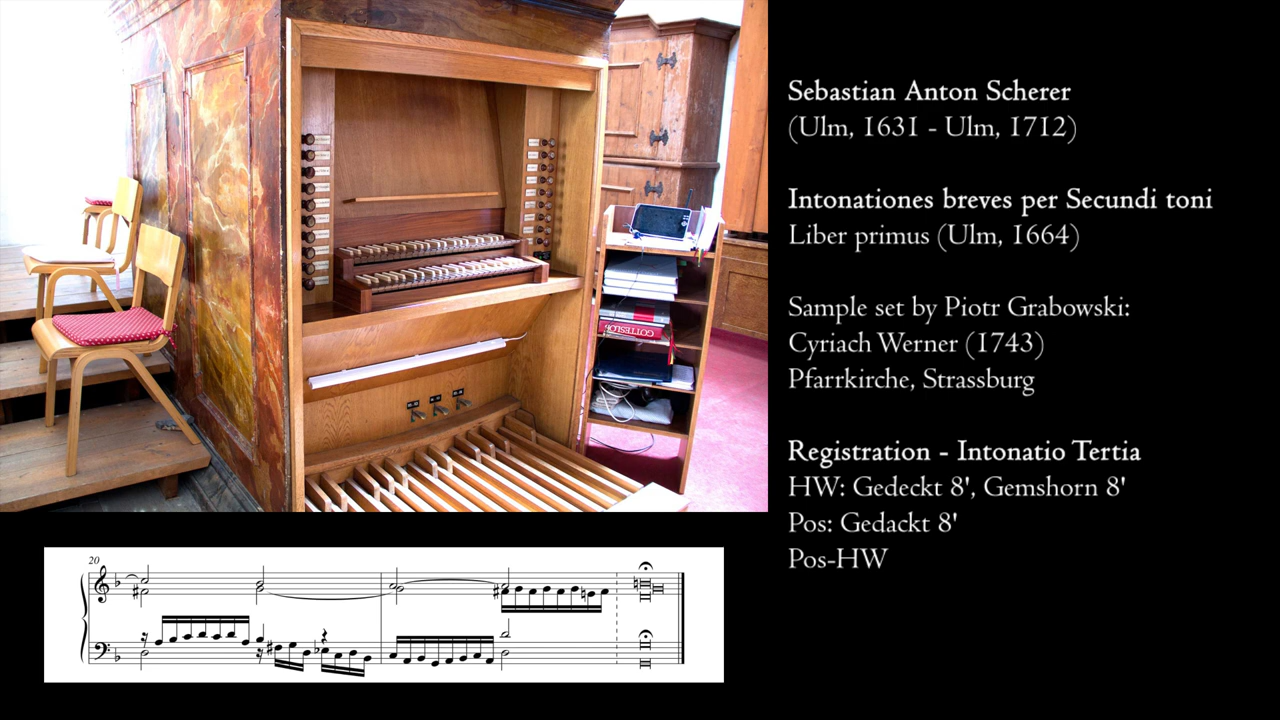 Sebastian Anton Scherer
(Ulm, 1631 - Ulm, 1712)
Intonationes breves per Secundi toni
Liber primus (Ulm, 1664)
Sample set by Piotr Grabowski:
Cyriach Werner (1743)
Pfarrkirche, Strassburg
Registration - Intonatio Tertia
HW: Gedeckt 8', Gemshorn 8'
Pos: Gedackt 8'
Pos-HW
GOTTESLOB
20